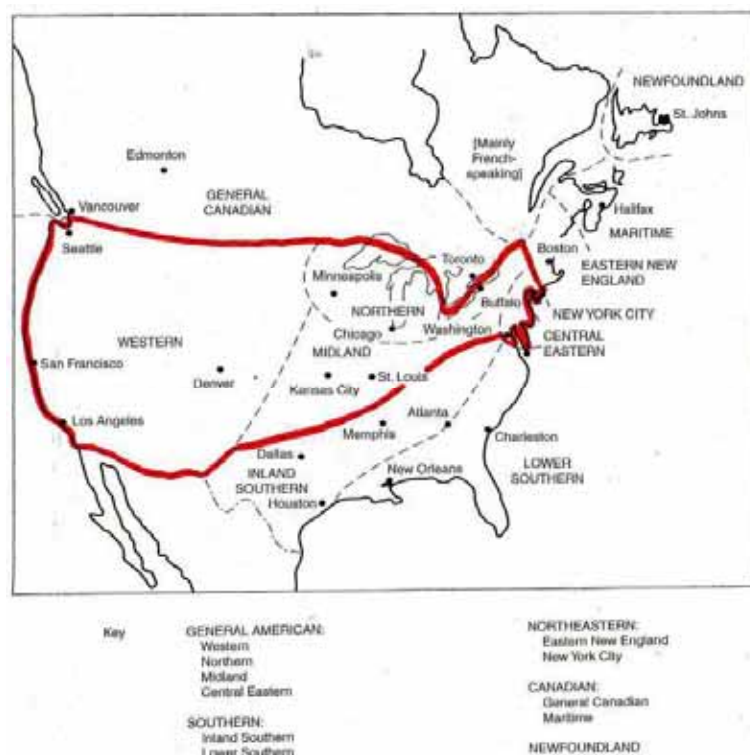 NEWFOUNDLAND
St. Johns
[Mainly
French-
speaking]
Edmonton
GENERAL
CANADIAN
Vancouver
Halifax
Seattle
MARITIME
Toronto
Boston
EASTERN NEW
ENGLAND
Minneapolis
Buffalo
NORTHERN
NEW YORK CITY
Chicago
Washington
CENTRAL
EASTERN
WESTERN
MIDLAND
San Francisco
Denver
Kansas City
St. Louis
Los Angeles
Atlanta
Memphis
Charleston
Dallas
INLAND
SOUTHERN
New Orleans
LOWER
SOUTHERN
Houston
Key
GENERAL AMERICAN:
Western
Northern
Midland
Central Eastern
SOUTHERN:
Inland Southern
Lower Southern
NORTHEASTERN:
Eastern New England
New York City
CANADIAN:
General Canadian
Maritime
NEWFOUNDLAND